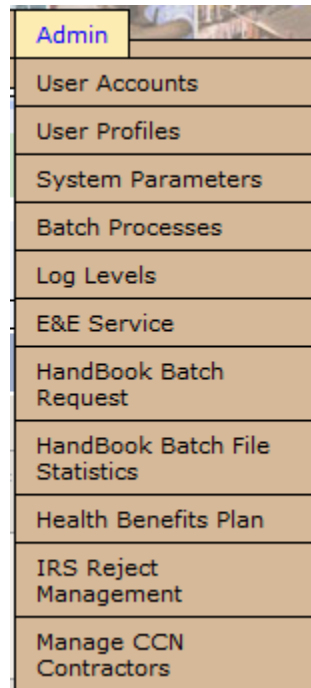 Admin
User Accounts
User Profiles
System Parameters
Batch Processes
Log Levels
E&E Service
HandBook Batch
Request
HandBook Batch File
Statistics
Health Benefits Plan
IRS Reject
Management
Manage CCN
Contractors